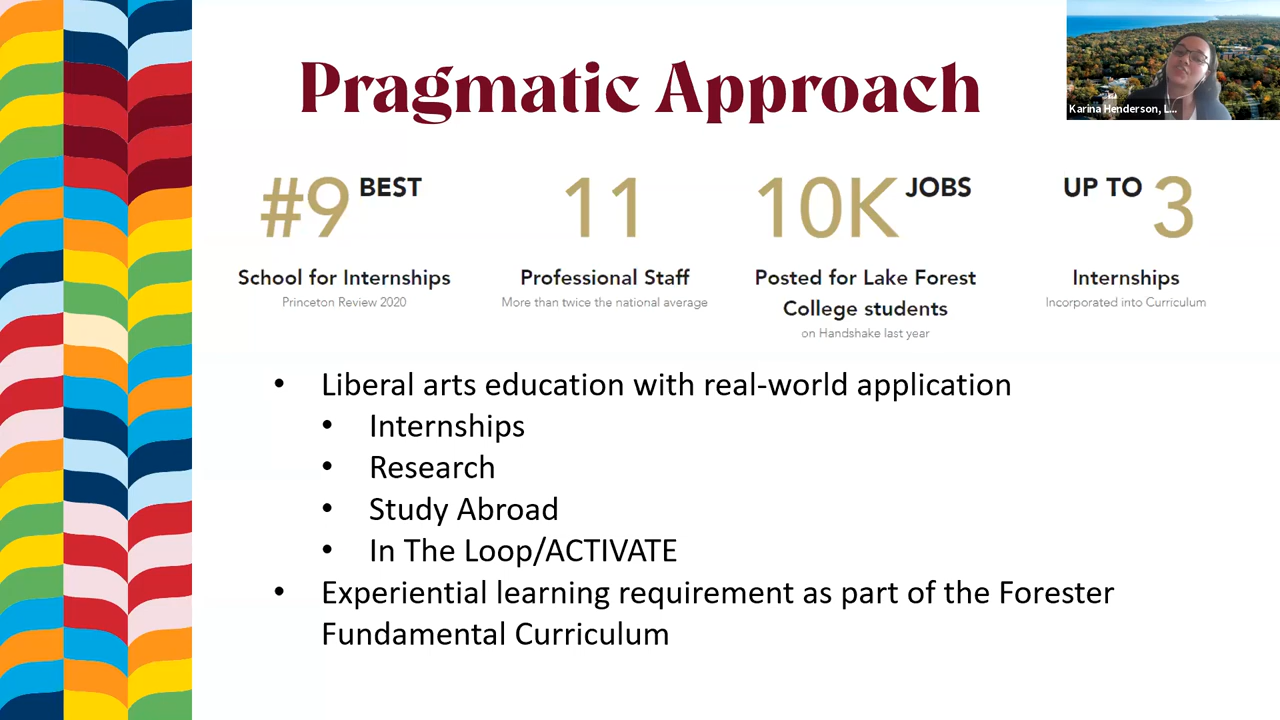 Pragmatic Approach
Karina Henderson, L...
#9 BEST
School for Internships
Princeton Review 2020
11
Professional Staff
More than twice the national average
10K JOBS
Posted for Lake Forest
College students
on Handshake last year
UP TO 3
Internships
Incorporated into Curriculum
• Liberal arts education with real-world application
• Internships
• Research
• Study Abroad
• In The Loop/ACTIVATE
• Experiential learning requirement as part of the Forester
Fundamental Curriculum